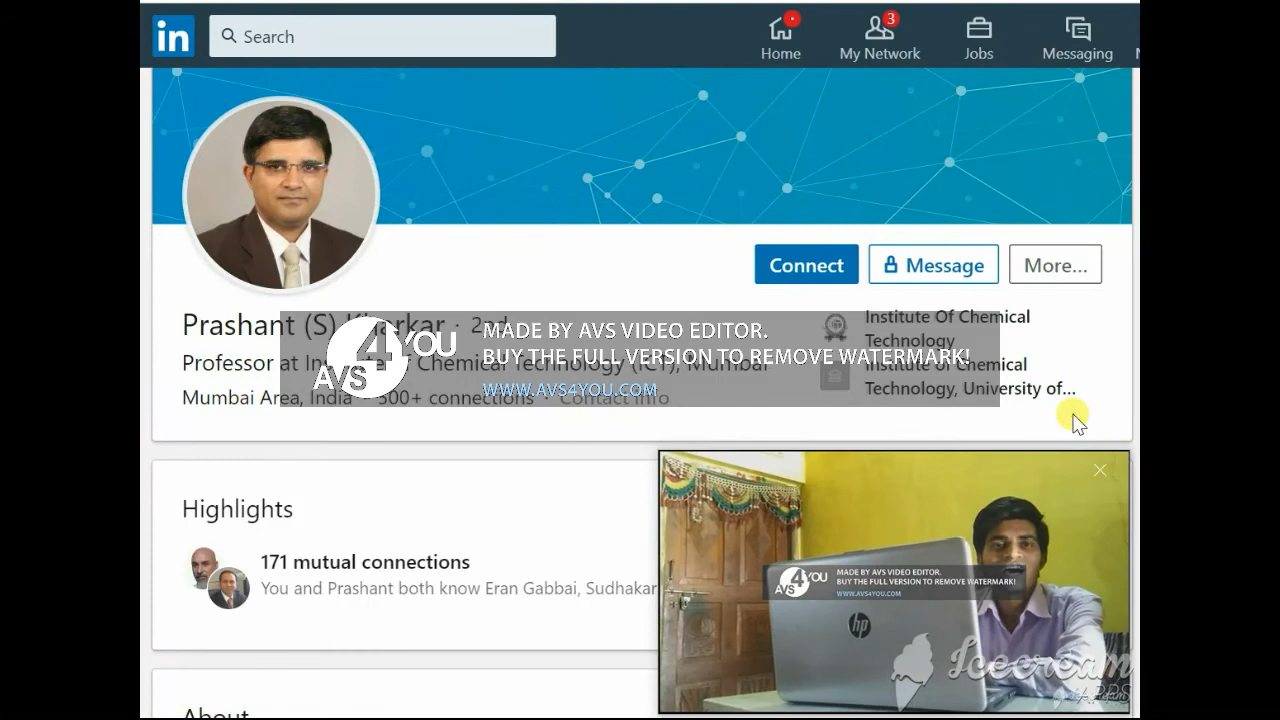 in
Search
3
Home
My Network
Jobs
Messaging
Connect
Message
More...
Prashant (S) Kharkar · 2nd
Professor at Institute of Chemical Technology (ICT), Mumbai
Mumbai Area, India · 500+ connections · Contact info
Institute Of Chemical
Technology
Institute of Chemical
Technology, University of...
AVS4YOU
MADE BY AVS VIDEO EDITOR.
BUY THE FULL VERSION TO REMOVE WATERMARK!
WWW.AVS4YOU.COM
Highlights
171 mutual connections
You and Prashant both know Eran Gabbai, Sudhakar
About
AVS4YOU
MADE BY AVS VIDEO EDITOR.
BUY THE FULL VERSION TO REMOVE WATERMARK!
WWW.AVS4YOU.COM
hp
Icecream
APPS